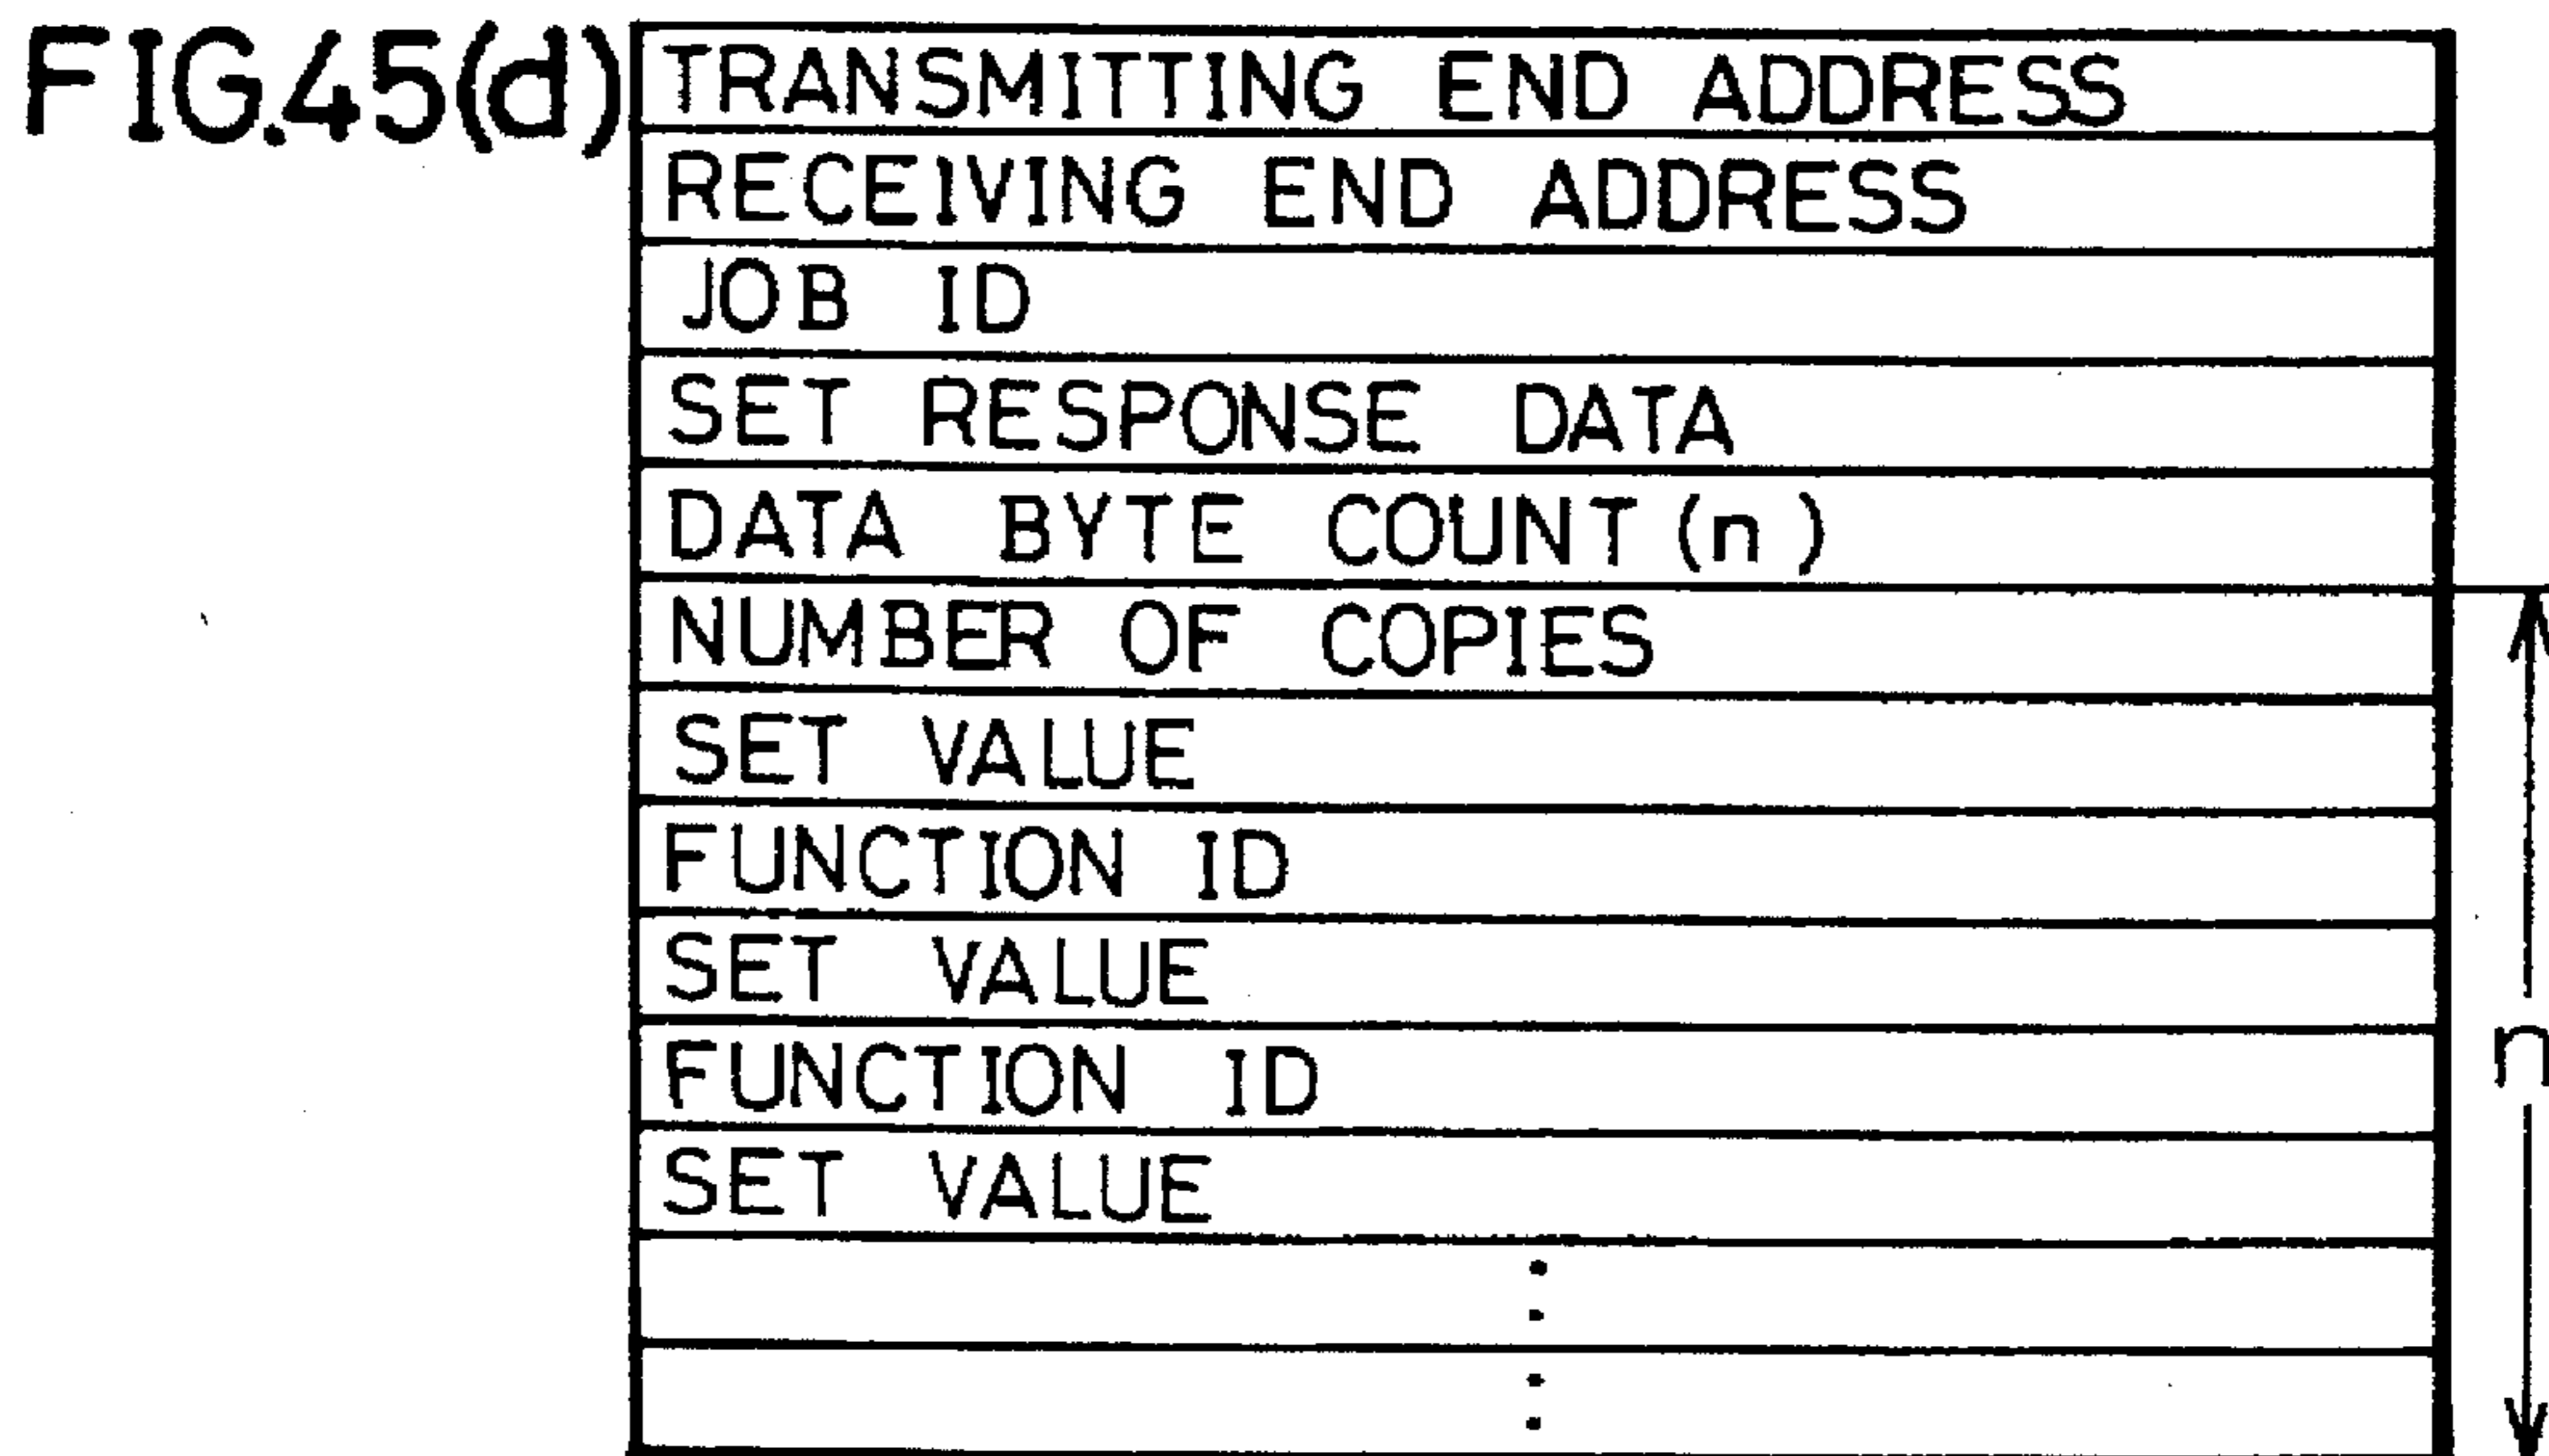 FIG.45(d)
TRANSMITTING END ADDRESS
RECEIVING END ADDRESS
JOB ID
SET RESPONSE DATA
DATA BYTE COUNT (n)
NUMBER OF COPIES
SET VALUE
FUNCTION ID
SET VALUE
FUNCTION ID
SET VALUE
n